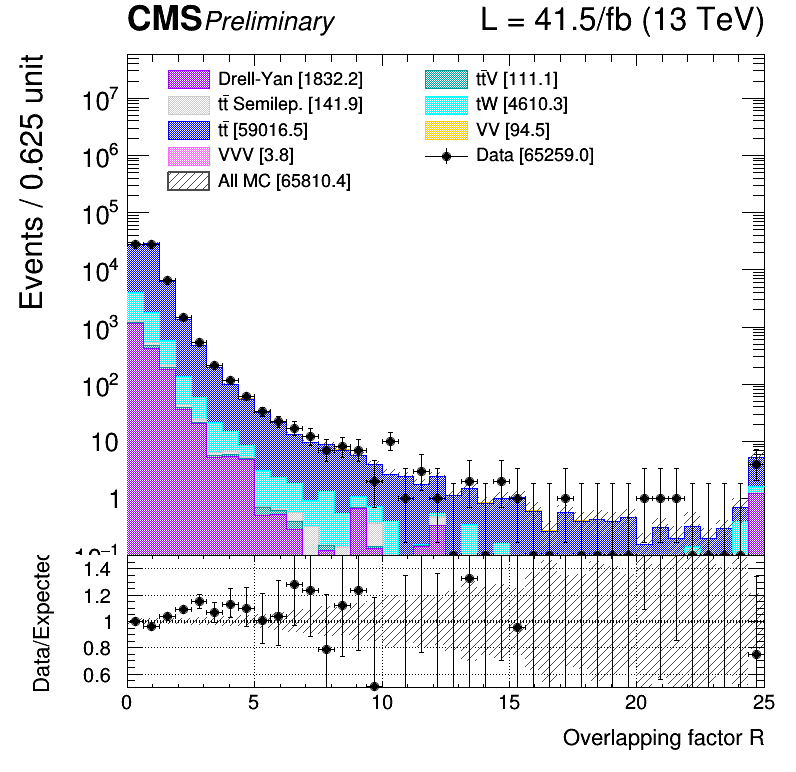 CMS Preliminary L = 41.5/fb (13 TeV)
Events / 0.625 unit
Drell-Yan [1832.2]
tt̄ Semilep. [141.9]
tt̄ [59016.5]
VVV [3.8]
All MC [65810.4]
tt̄V [111.1]
tW [4610.3]
VV [94.5]
Data [65259.0]
10⁷
10⁶
10⁵
10⁴
10³
10²
10
1
10⁻¹
Data/Expected
1.4
1.2
1
0.8
0.6
0 5 10 15 20 25
Overlapping factor R